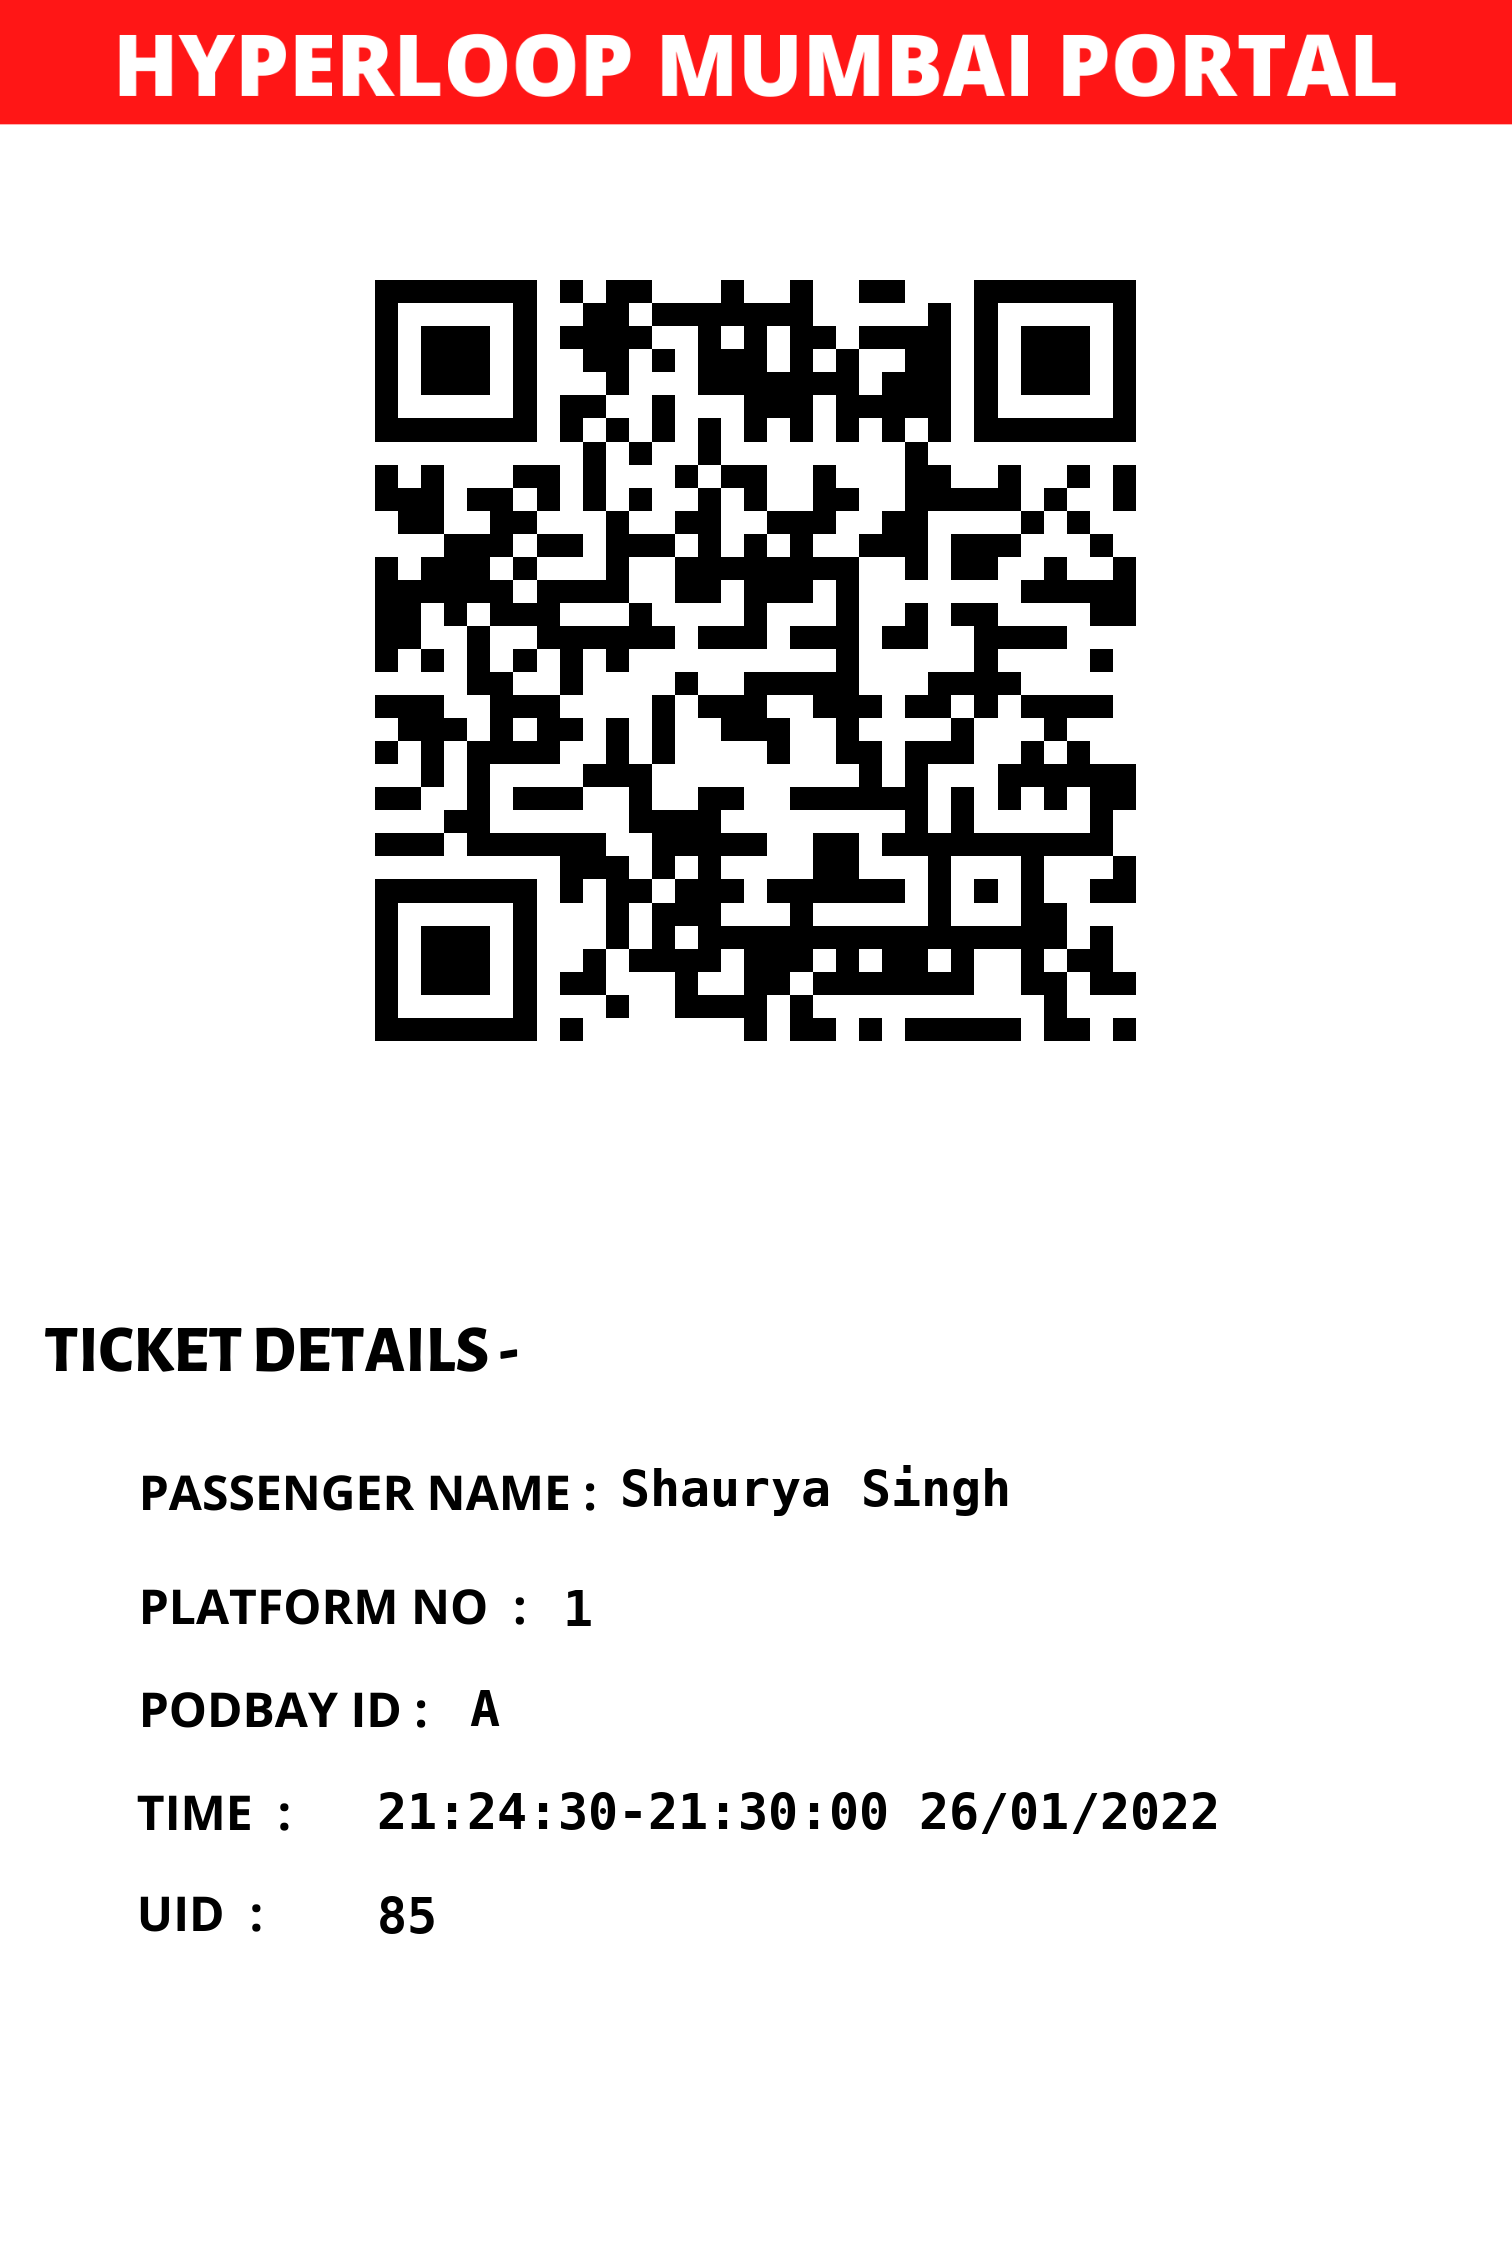 HYPERLOOP MUMBAI PORTAL
TICKET DETAILS -
PASSENGER NAME : Shaurya Singh
PLATFORM NO : 1
PODBAY ID : A
TIME : 21:24:30-21:30:00 26/01/2022
UID : 85